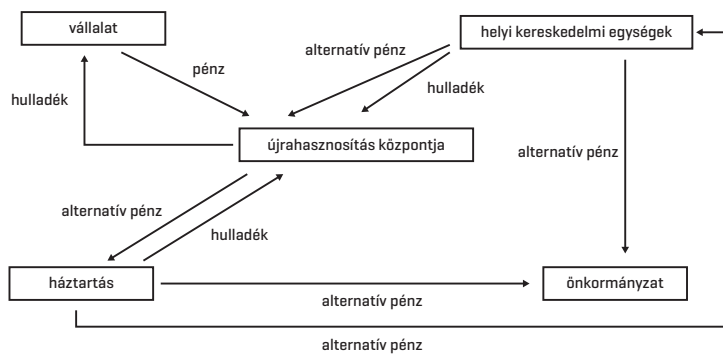 vállalat
helyi kereskedelmi egységek
alternatív pénz
pénz
hulladék
hulladék
újrahasznosítás központja
alternatív pénz
alternatív pénz
hulladék
háztartás
önkormányzat
alternatív pénz
alternatív pénz